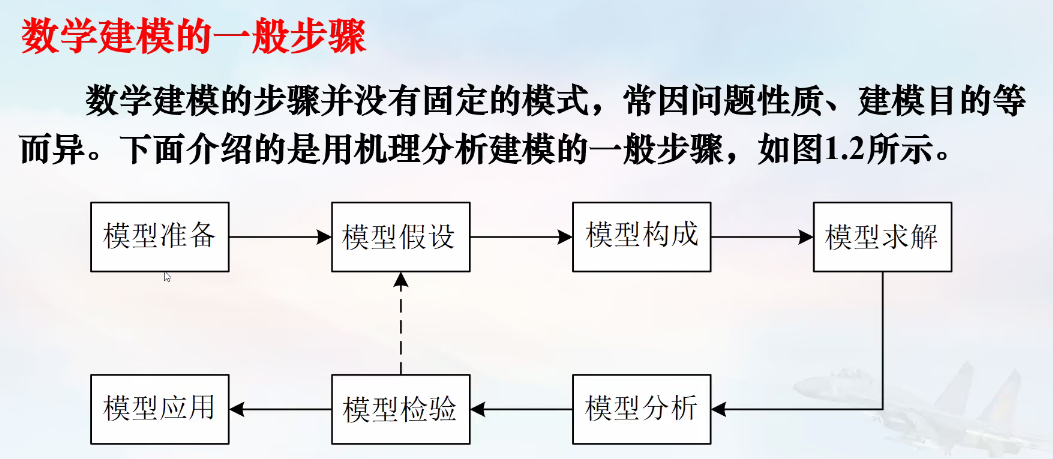 数学建模的一般步骤
数学建模的步骤并没有固定的模式，常因问题性质、建模目的等
而异。下面介绍的是用机理分析建模的一般步骤，如图1.2所示。
模型准备
模型假设
模型构成
模型求解
模型应用
模型检验
模型分析